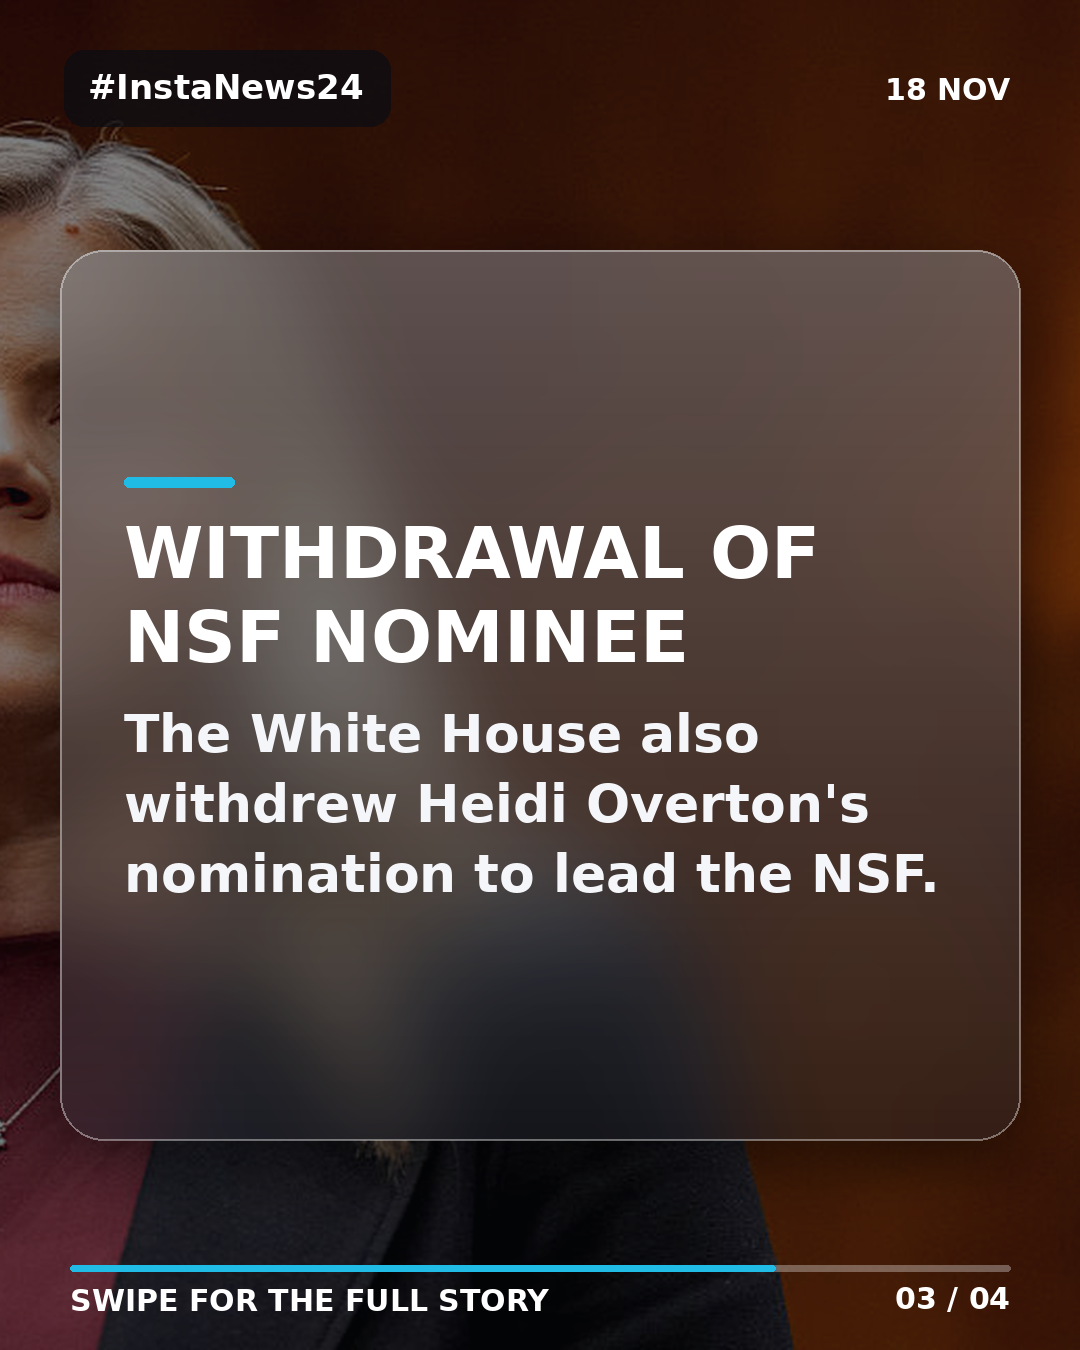 #InstaNews24
18 NOV
WITHDRAWAL OF
NSF NOMINEE
The White House also
withdrew Heidi Overton's
nomination to lead the NSF.
SWIPE FOR THE FULL STORY
03 / 04